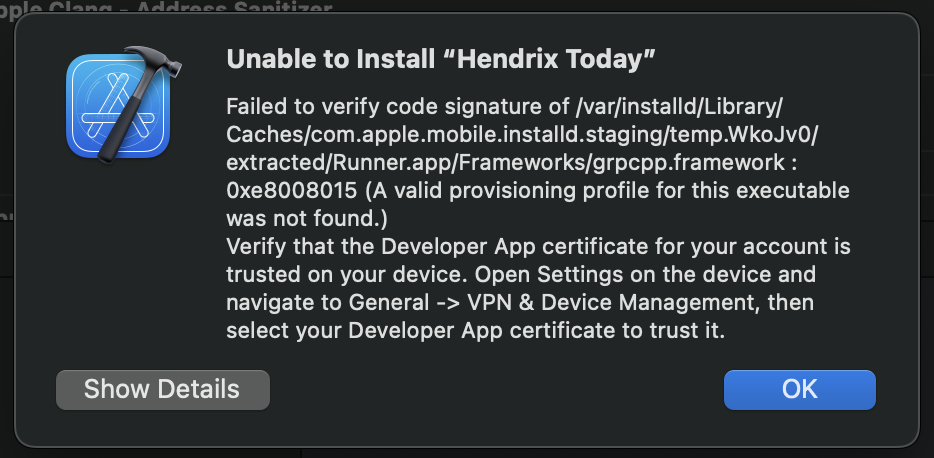 Apple Clang - Address Sanitizer
Unable to Install “Hendrix Today”
Failed to verify code signature of /var/installd/Library/
Caches/com.apple.mobile.installd.staging/temp.WkoJv0/
extracted/Runner.app/Frameworks/grpcpp.framework :
0xe8008015 (A valid provisioning profile for this executable
was not found.)
Verify that the Developer App certificate for your account is
trusted on your device. Open Settings on the device and
navigate to General -> VPN & Device Management, then
select your Developer App certificate to trust it.
Show Details
OK